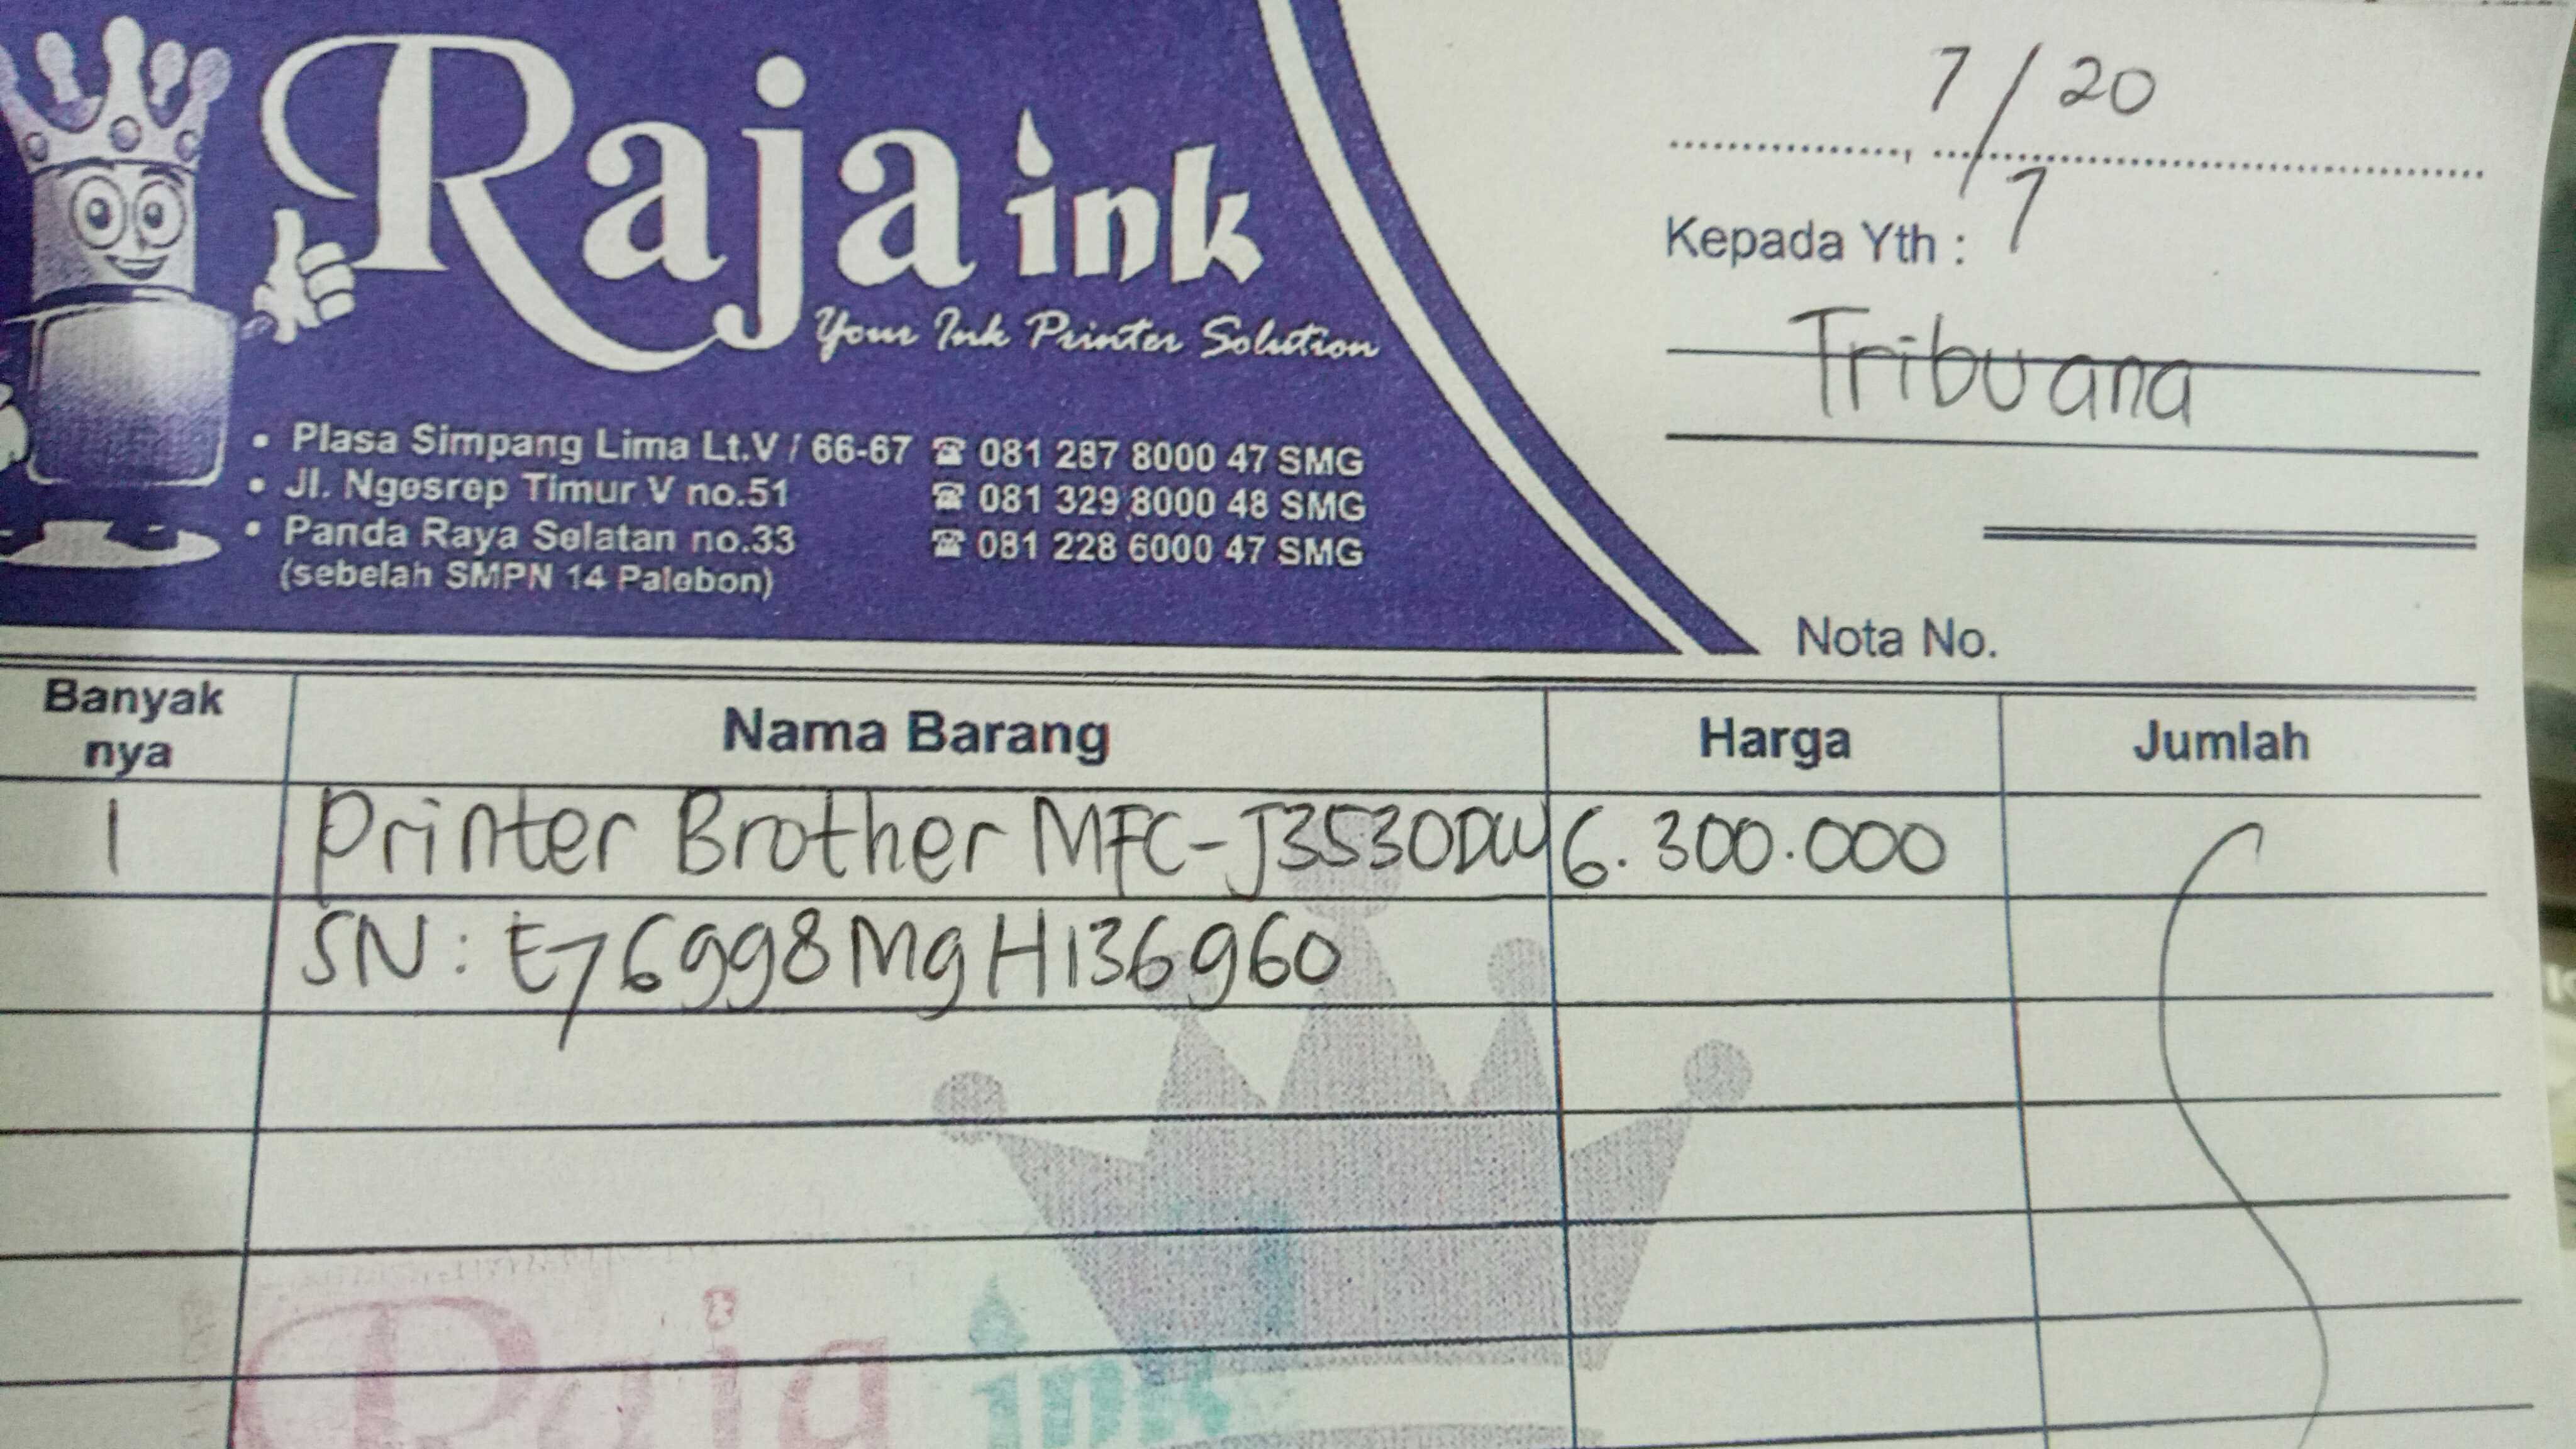 Raja ink
Your Ink Printer Solution
• Plasa Simpang Lima Lt.V / 66-67 ☎ 081 287 8000 47 SMG
• Jl. Ngesrep Timur V no.51 ☎ 081 329 8000 48 SMG
• Panda Raya Selatan no.33 ☎ 081 228 6000 47 SMG
(sebelah SMPN 14 Palebon)
7/7 20
Kepada Yth :
Tribuana
Nota No.
Banyak nya Nama Barang Harga Jumlah
1 Printer Brother MFC-J3530DW 6.300.000
SN: E76998M9H136960
Raja ink